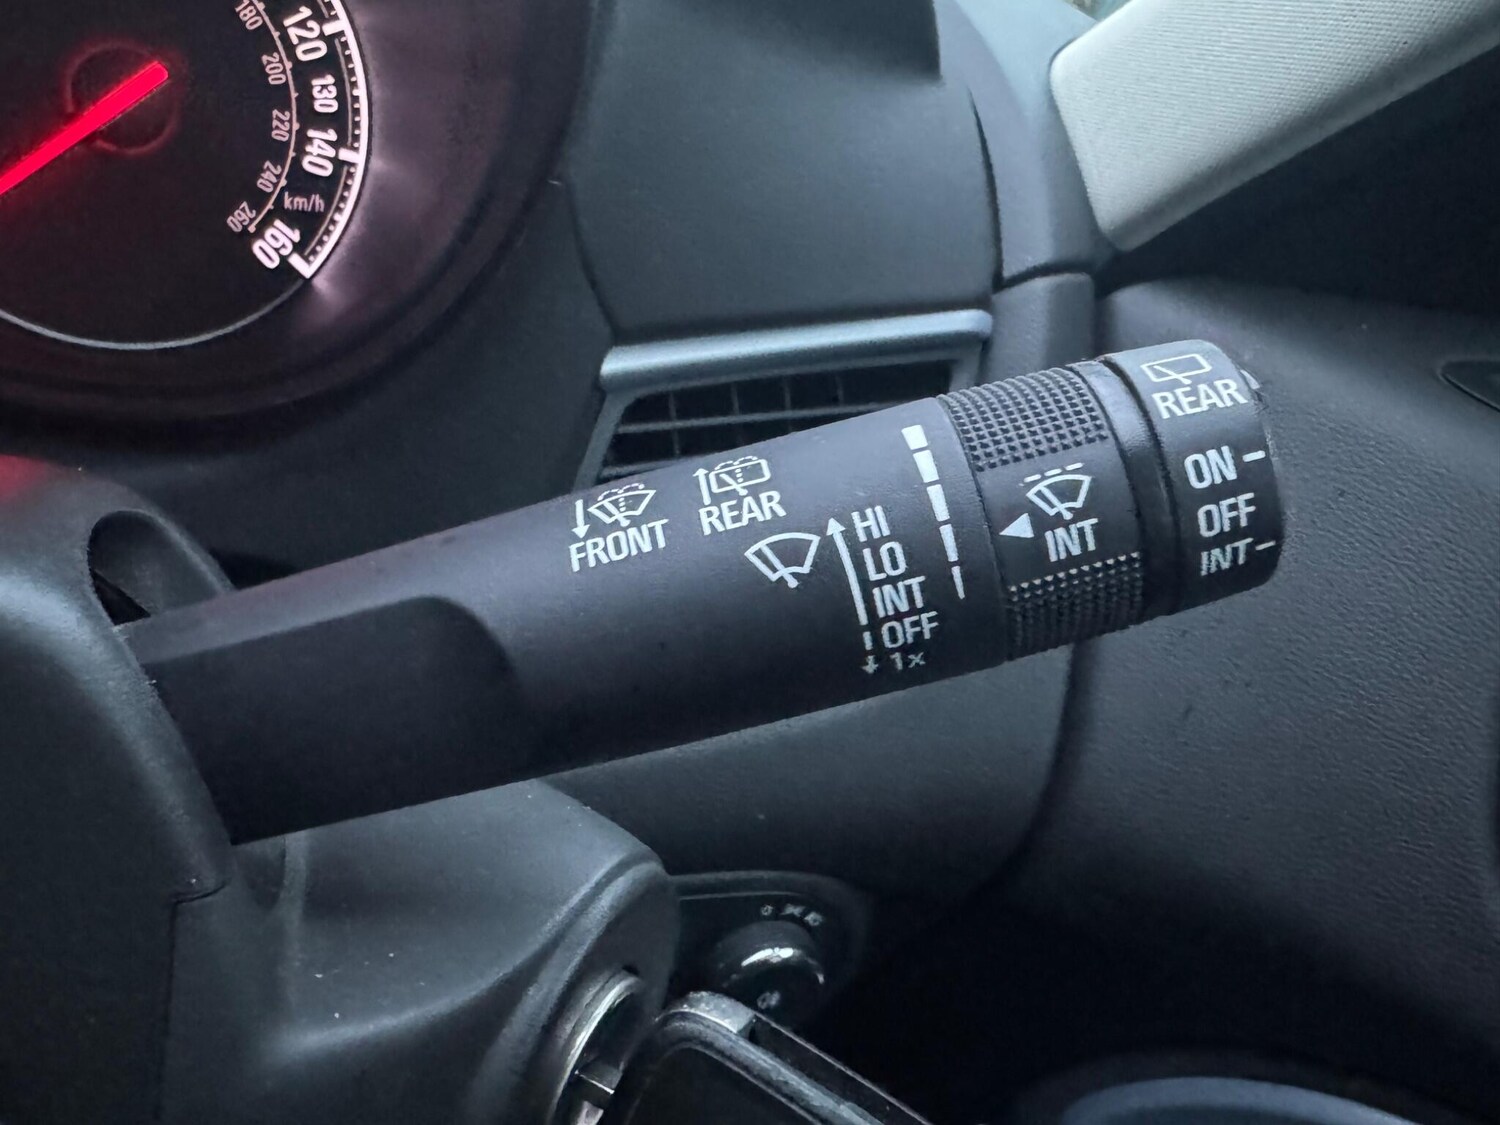 180
120
200
130
220
140
240
km/h
260
160
FRONT
REAR
HI
LO
INT
OFF
1x
INT
REAR
ON
OFF
INT